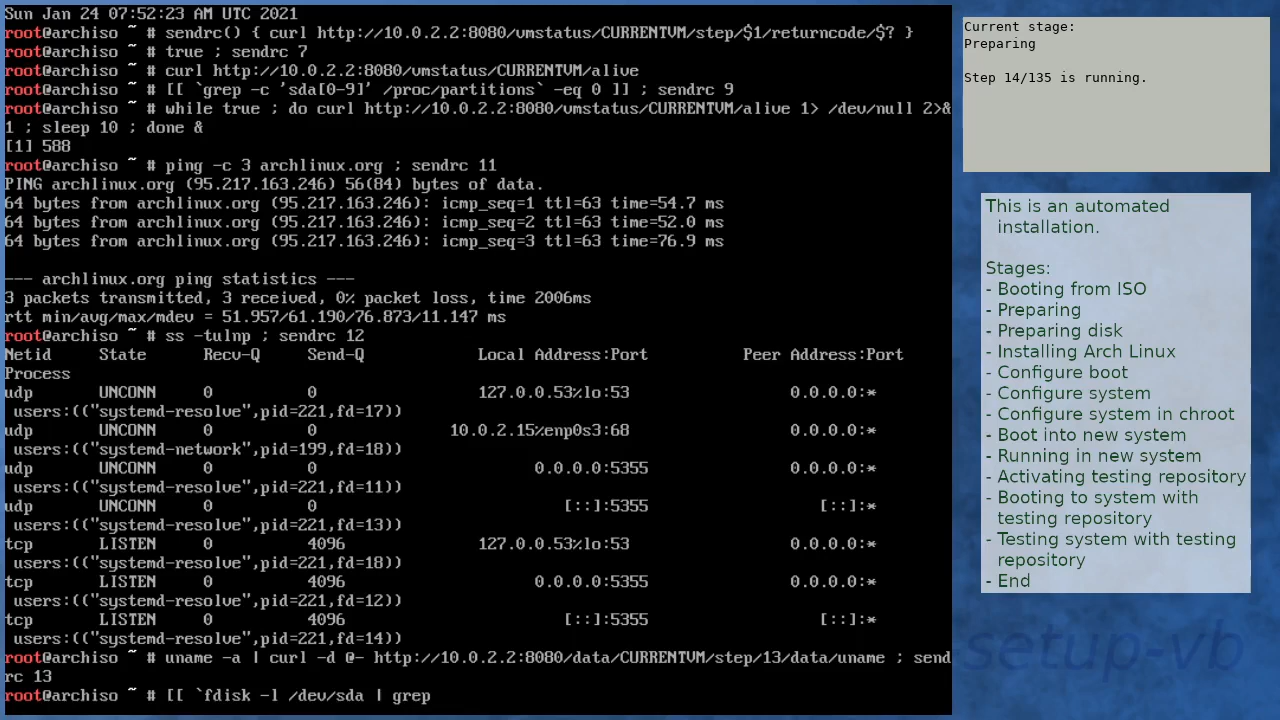 Sun Jan 24 07:52:23 AM UTC 2021
root@archiso ~ # sendrc() { curl http://10.0.2.2:8080/vmstatus/CURRENTVM/step/$1/returncode/$? }
root@archiso ~ # true ; sendrc 7
root@archiso ~ # curl http://10.0.2.2:8080/vmstatus/CURRENTVM/alive
root@archiso ~ # [[ `grep -c 'sda[0-9]' /proc/partitions` -eq 0 ]] ; sendrc 9
root@archiso ~ # while true ; do curl http://10.0.2.2:8080/vmstatus/CURRENTVM/alive 1> /dev/null 2>&
1 ; sleep 10 ; done &
[1] 588
root@archiso ~ # ping -c 3 archlinux.org ; sendrc 11
PING archlinux.org (95.217.163.246) 56(84) bytes of data.
64 bytes from archlinux.org (95.217.163.246): icmp_seq=1 ttl=63 time=54.7 ms
64 bytes from archlinux.org (95.217.163.246): icmp_seq=2 ttl=63 time=52.0 ms
64 bytes from archlinux.org (95.217.163.246): icmp_seq=3 ttl=63 time=76.9 ms
--- archlinux.org ping statistics ---
3 packets transmitted, 3 received, 0% packet loss, time 2006ms
rtt min/avg/max/mdev = 51.957/61.190/76.873/11.147 ms
root@archiso ~ # ss -tulnp ; sendrc 12
Netid State Recv-Q Send-Q Local Address:Port Peer Address:Port
Process
udp UNCONN 0 0 127.0.0.53%lo:53 0.0.0.0:*
users:(("systemd-resolve",pid=221,fd=17))
udp UNCONN 0 0 10.0.2.15%enp0s3:68 0.0.0.0:*
users:(("systemd-network",pid=199,fd=18))
udp UNCONN 0 0 0.0.0.0:5355 0.0.0.0:*
users:(("systemd-resolve",pid=221,fd=11))
udp UNCONN 0 0 [::]:5355 [::]:*
users:(("systemd-resolve",pid=221,fd=13))
tcp LISTEN 0 4096 127.0.0.53%lo:53 0.0.0.0:*
users:(("systemd-resolve",pid=221,fd=18))
tcp LISTEN 0 4096 0.0.0.0:5355 0.0.0.0:*
users:(("systemd-resolve",pid=221,fd=12))
tcp LISTEN 0 4096 [::]:5355 [::]:*
users:(("systemd-resolve",pid=221,fd=14))
root@archiso ~ # uname -a | curl -d @- http://10.0.2.2:8080/data/CURRENTVM/step/13/data/uname ; send
rc 13
root@archiso ~ # [[ `fdisk -l /dev/sda | grep
Current stage:
Preparing
Step 14/135 is running.
This is an automated
installation.
Stages:
- Booting from ISO
- Preparing
- Preparing disk
- Installing Arch Linux
- Configure boot
- Configure system
- Configure system in chroot
- Boot into new system
- Running in new system
- Activating testing repository
- Booting to system with
testing repository
- Testing system with testing
repository
- End
setup-vb